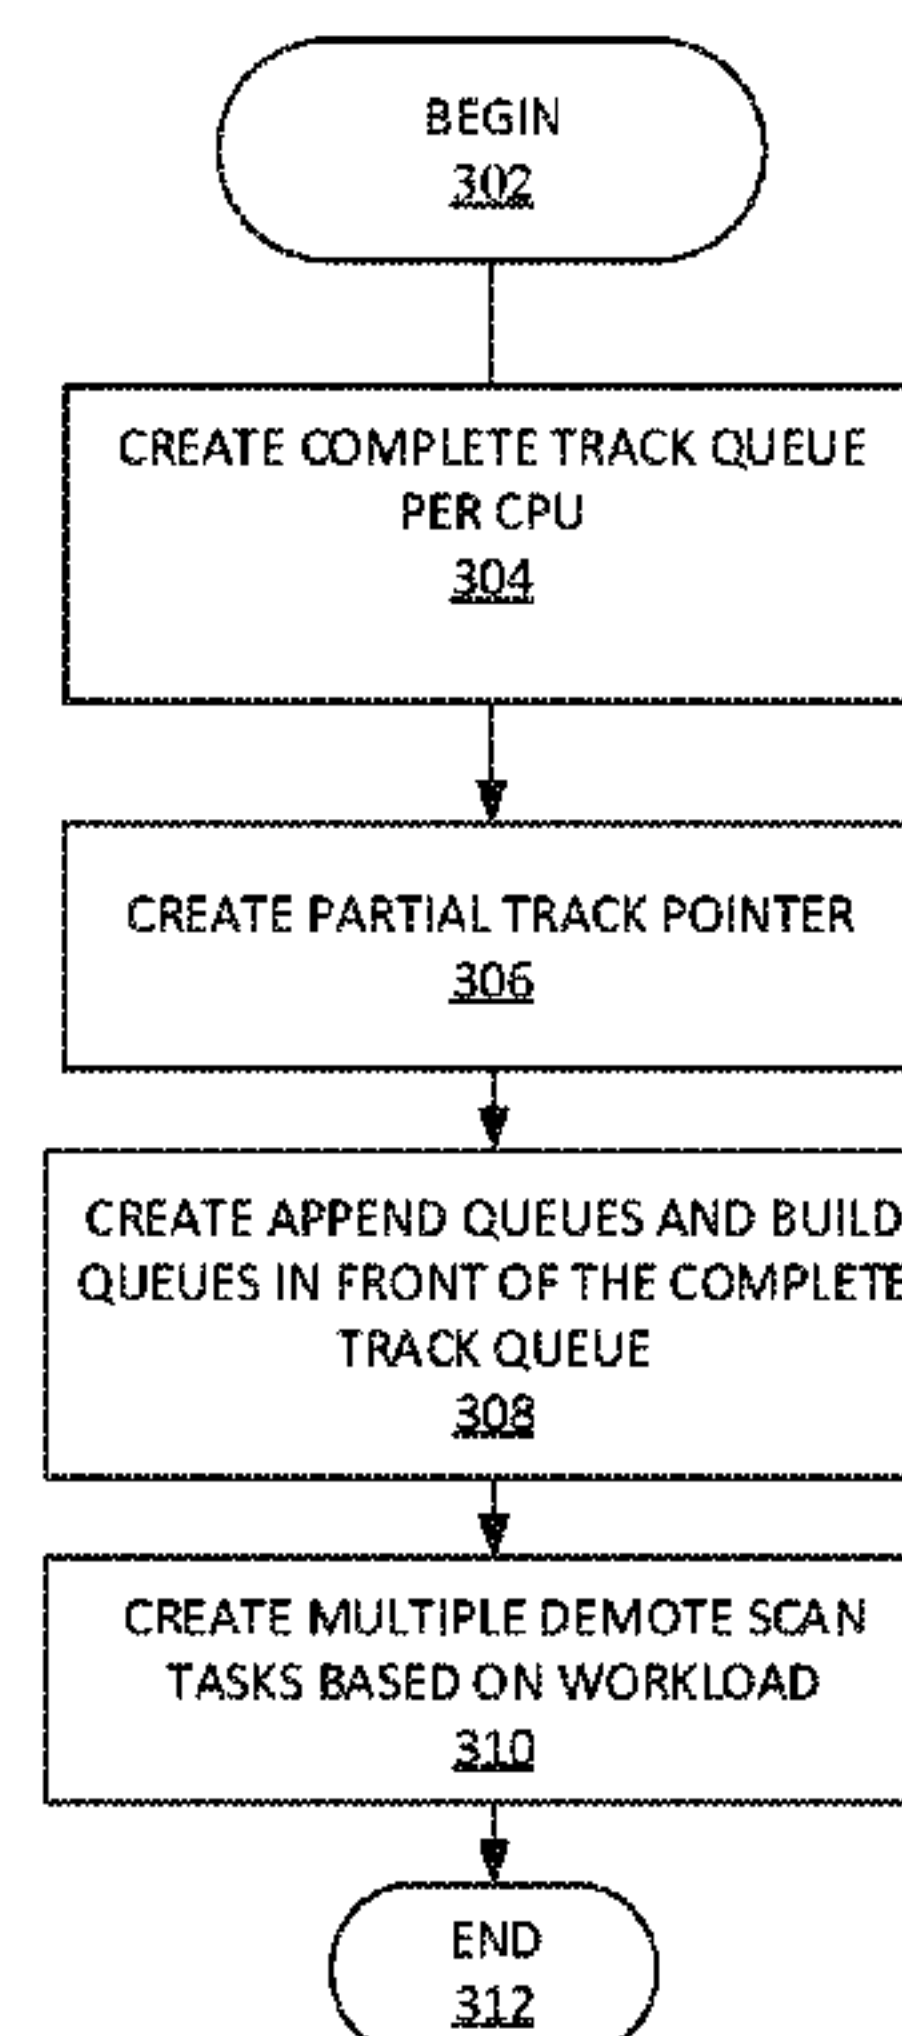 BEGIN
302
CREATE COMPLETE TRACK QUEUE
PER CPU
304
CREATE PARTIAL TRACK POINTER
306
CREATE APPEND QUEUES AND BUILD
QUEUES IN FRONT OF THE COMPLETE
TRACK QUEUE
308
CREATE MULTIPLE DEMOTE SCAN
TASKS BASED ON WORKLOAD
310
END
312